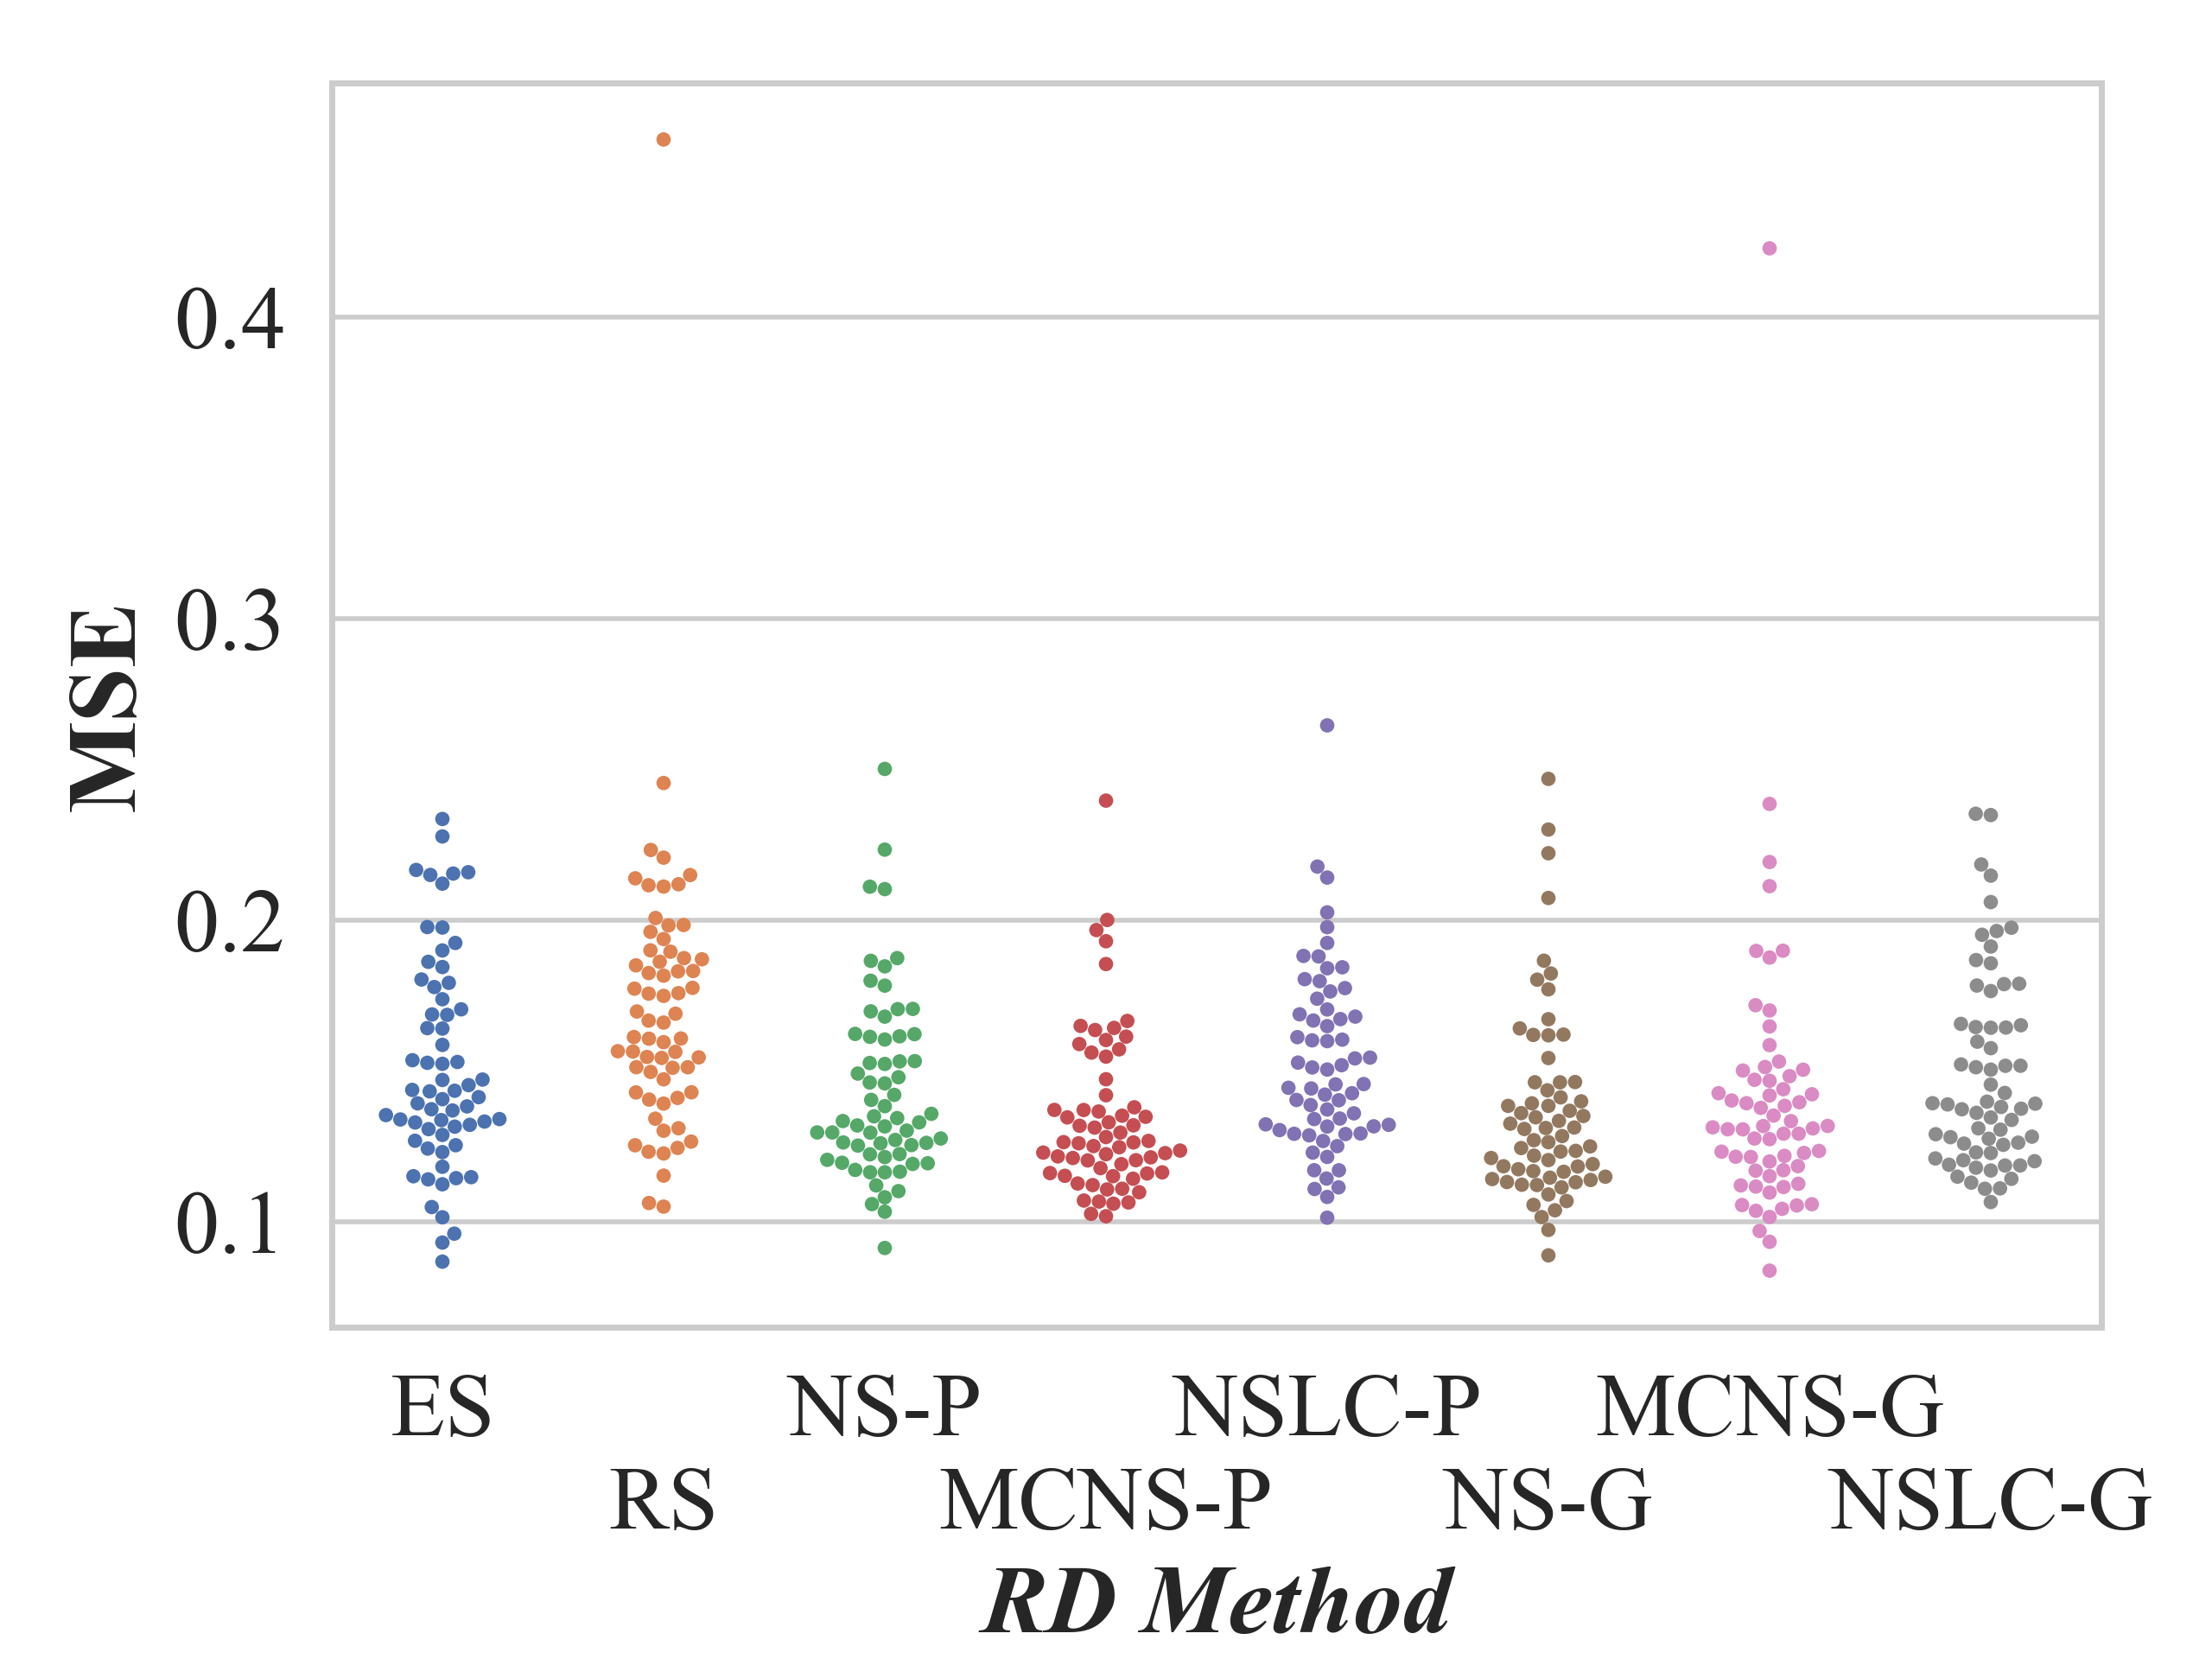 MSE
0.4
0.3
0.2
0.1
ES
NS-P
NSLC-P
MCNS-G
RS
MCNS-P
NS-G
NSLC-G
RD Method